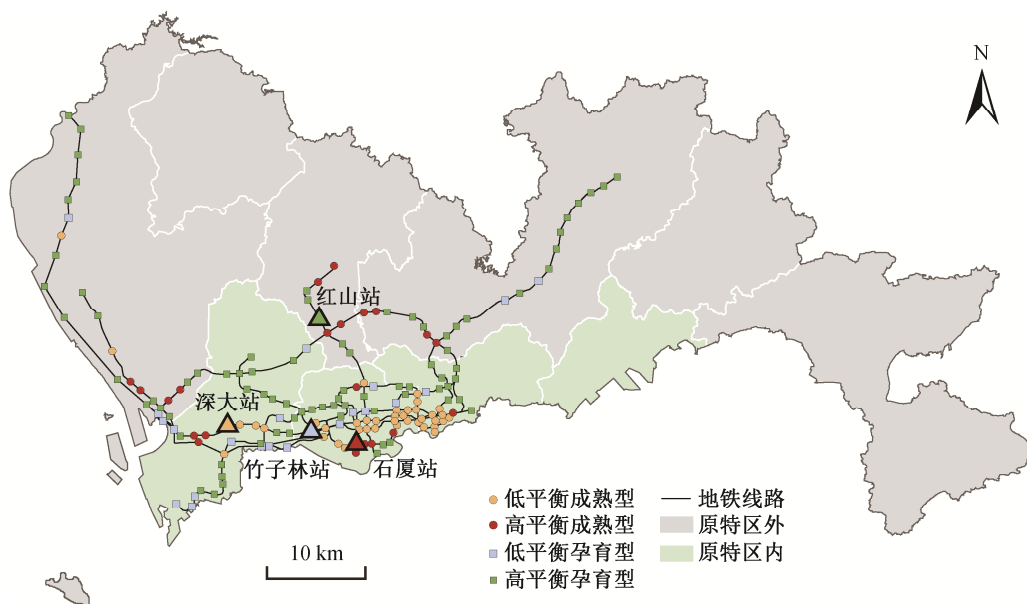 N
红山站
深大站
竹子林站
石厦站
低平衡成熟型
地铁线路
高平衡成熟型
原特区外
低平衡孕育型
原特区内
高平衡孕育型
10 km